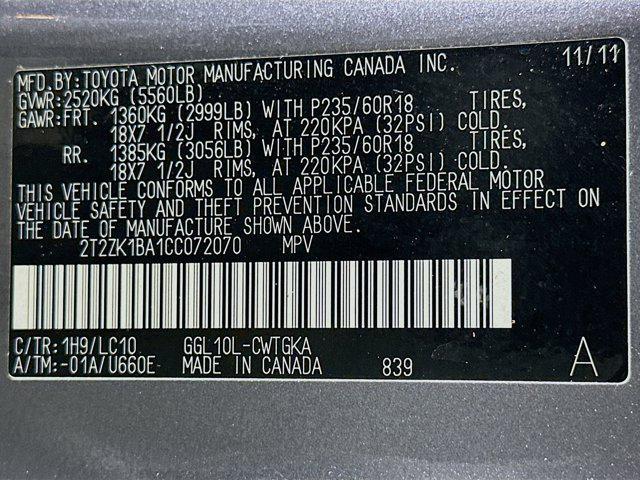 MFD.BY:TOYOTA MOTOR MANUFACTURING CANADA INC. 11/11
GVWR:2520KG (5560LB)
GAWR:FRT. 1360KG (2999LB) WITH P235/60R18 TIRES,
18X7 1/2J RIMS, AT 220KPA (32PSI) COLD.
RR. 1385KG (3056LB) WITH P235/60R18 TIRES,
18X7 1/2J RIMS, AT 220KPA (32PSI) COLD.
THIS VEHICLE CONFORMS TO ALL APPLICABLE FEDERAL MOTOR
VEHICLE SAFETY AND THEFT PREVENTION STANDARDS IN EFFECT ON
THE DATE OF MANUFACTURE SHOWN ABOVE.
2T2ZK1BA1CC072070 MPV
C/TR:1H9/LC10 GGL10L-CWTGKA
A/TM:-01A/U660E MADE IN CANADA 839 A